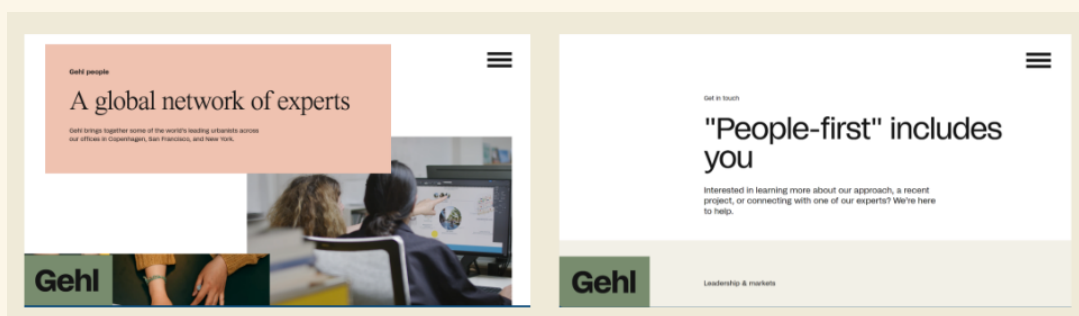 Gehl people
A global network of experts
Gehl brings together some of the world's leading urbanists across
our offices in Copenhagen, San Francisco, and New York.
Gehl
Get in touch
"People-first" includes
you
Interested in learning more about our approach, a recent
project, or connecting with one of our experts? We're here
to help.
Gehl
Leadership & markets